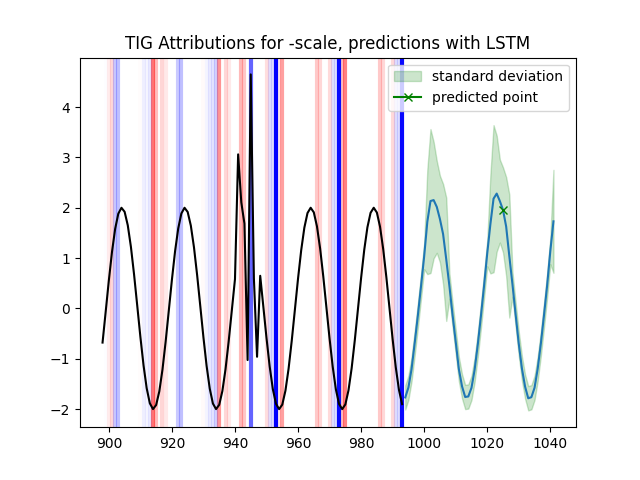 TIG Attributions for -scale, predictions with LSTM
standard deviation
predicted point
4
3
2
1
0
−1
−2
900 920 940 960 980 1000 1020 1040